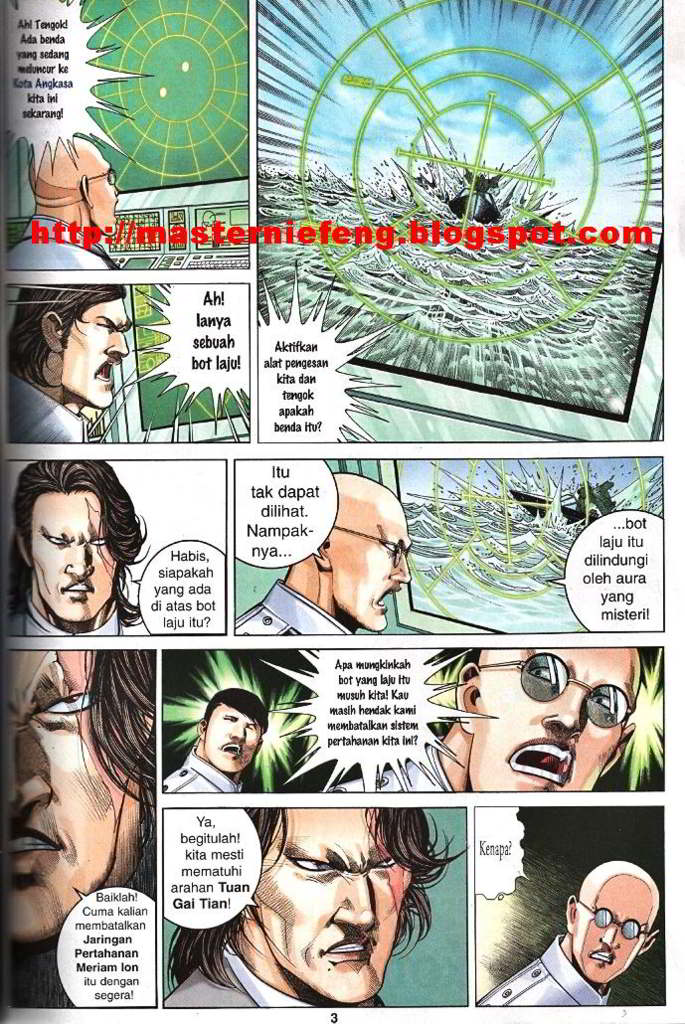 Ah! Tengok!
Ada benda
yang sedang
meluncur ke
Kota Angkasa
kita ini
sekarang!
http://masterniefeng.blogspot.com
Ah!
Ianya
sebuah
bot laju!
Aktifkan
alat pengesan
kita dan
tengok
apakah
benda itu?
Habis,
siapakah
yang ada
di atas bot
laju itu?
Itu
tak dapat
dilihat.
Nampak-
nya...
...bot
laju itu
dilindungi
oleh aura
yang
misteri!
Baiklah!
Cuma kalian
membatalkan
Jaringan
Pertahanan
Meriam Ion
itu dengan
segera!
Apa mungkinkah
bot yang laju itu
musuh kita! Kau
masih hendak kami
membatalkan sistem
pertahanan kita ini?
Ya,
begitulah!
kita mesti
mematuhi
arahan Tuan
Gai Tian!
Kenapa?
3
3